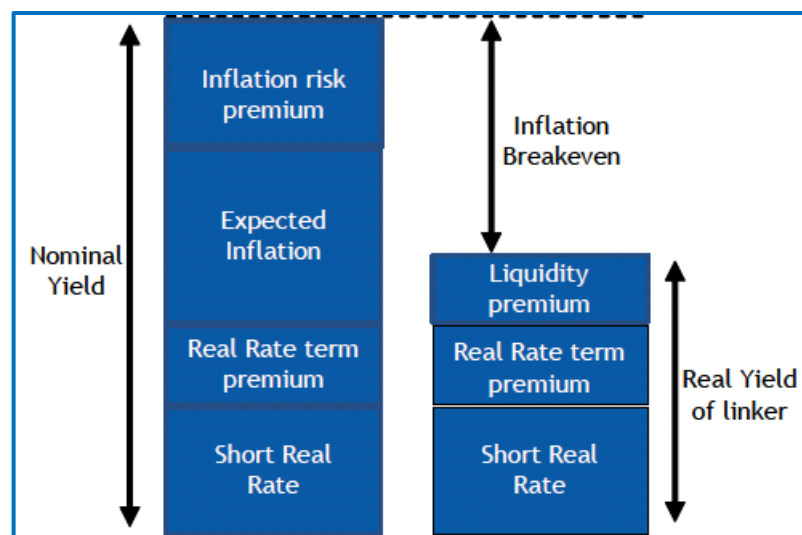 Nominal
Yield
Inflation risk
premium
Expected
Inflation
Real Rate term
premium
Short Real
Rate
Inflation
Breakeven
Liquidity
premium
Real Rate term
premium
Short Real
Rate
Real Yield
of linker